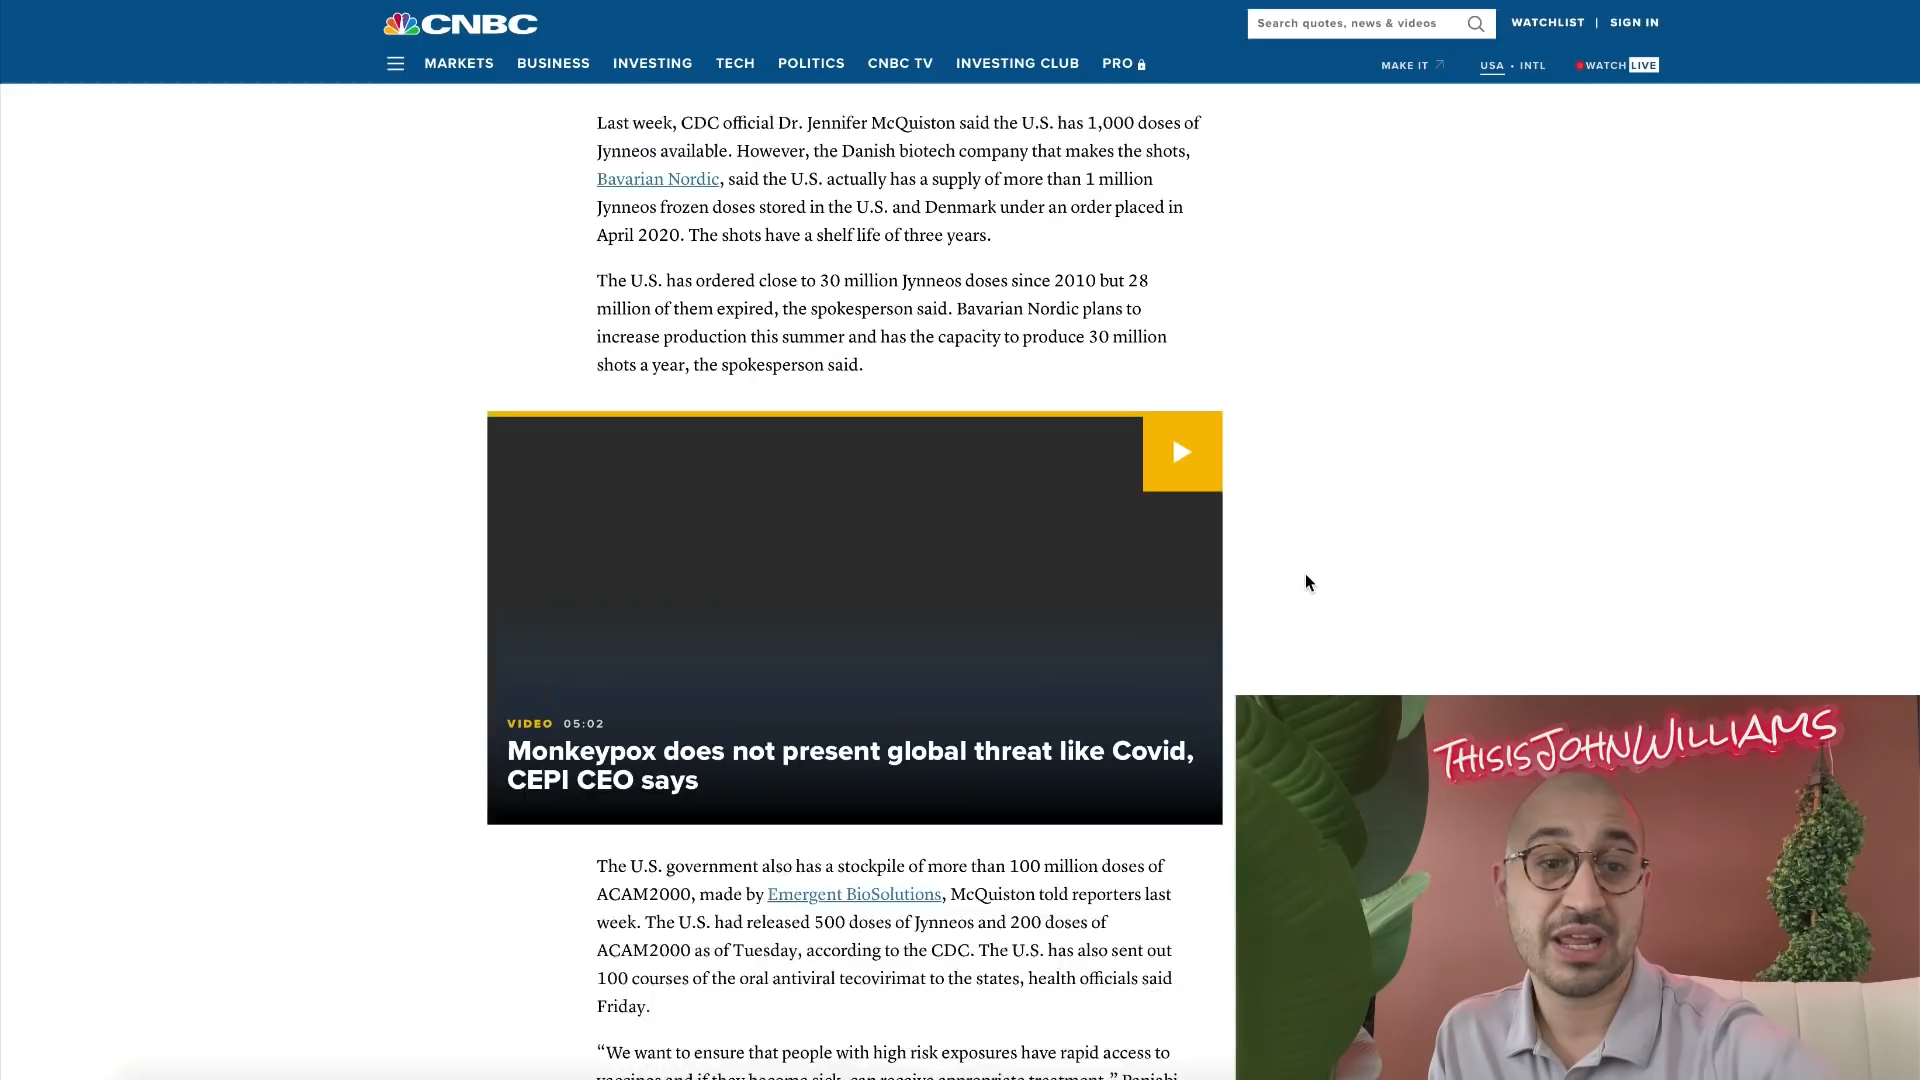 CNBC
Search quotes, news & videos
WATCHLIST | SIGN IN
MARKETS BUSINESS INVESTING TECH POLITICS CNBC TV INVESTING CLUB PRO
MAKE IT USA • INTL WATCH LIVE
Last week, CDC official Dr. Jennifer McQuiston said the U.S. has 1,000 doses of
Jynneos available. However, the Danish biotech company that makes the shots,
Bavarian Nordic, said the U.S. actually has a supply of more than 1 million
Jynneos frozen doses stored in the U.S. and Denmark under an order placed in
April 2020. The shots have a shelf life of three years.
The U.S. has ordered close to 30 million Jynneos doses since 2010 but 28
million of them expired, the spokesperson said. Bavarian Nordic plans to
increase production this summer and has the capacity to produce 30 million
shots a year, the spokesperson said.
VIDEO 05:02
Monkeypox does not present global threat like Covid,
CEPI CEO says
THISISJOHNWILLIAMS
The U.S. government also has a stockpile of more than 100 million doses of
ACAM2000, made by Emergent BioSolutions, McQuiston told reporters last
week. The U.S. had released 500 doses of Jynneos and 200 doses of
ACAM2000 as of Tuesday, according to the CDC. The U.S. has also sent out
100 courses of the oral antiviral tecovirimat to the states, health officials said
Friday.
“We want to ensure that people with high risk exposures have rapid access to
vaccines and if they become sick, can receive appropriate treatment,” Panjabi